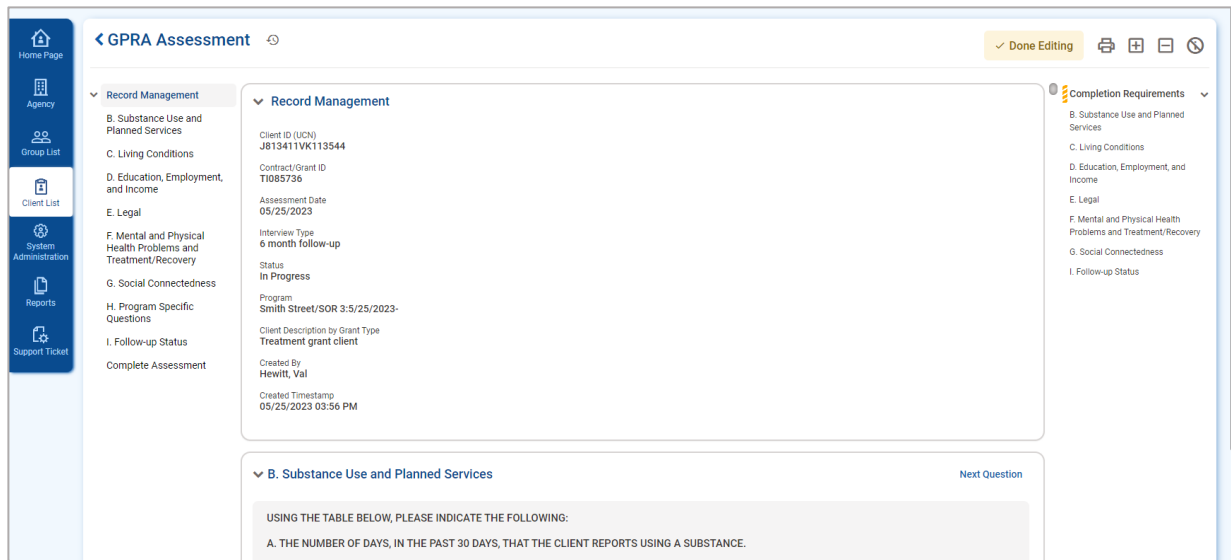 Home Page
Agency
Group List
Client List
System
Administration
Reports
Support Ticket
GPRA Assessment
Done Editing
Record Management
B. Substance Use and
Planned Services
C. Living Conditions
D. Education, Employment,
and Income
E. Legal
F. Mental and Physical
Health Problems and
Treatment/Recovery
G. Social Connectedness
H. Program Specific
Questions
I. Follow-up Status
Complete Assessment
Record Management
Client ID (UCN)
J813411VK113544
Contract/Grant ID
TI085736
Assessment Date
05/25/2023
Interview Type
6 month follow-up
Status
In Progress
Program
Smith Street/SOR 3:5/25/2023-
Client Description by Grant Type
Treatment grant client
Created By
Hewitt, Val
Created Timestamp
05/25/2023 03:56 PM
B. Substance Use and Planned Services
Next Question
USING THE TABLE BELOW, PLEASE INDICATE THE FOLLOWING:
A. THE NUMBER OF DAYS, IN THE PAST 30 DAYS, THAT THE CLIENT REPORTS USING A SUBSTANCE.
Completion Requirements
B. Substance Use and Planned
Services
C. Living Conditions
D. Education, Employment, and
Income
E. Legal
F. Mental and Physical Health
Problems and Treatment/Recovery
G. Social Connectedness
I. Follow-up Status